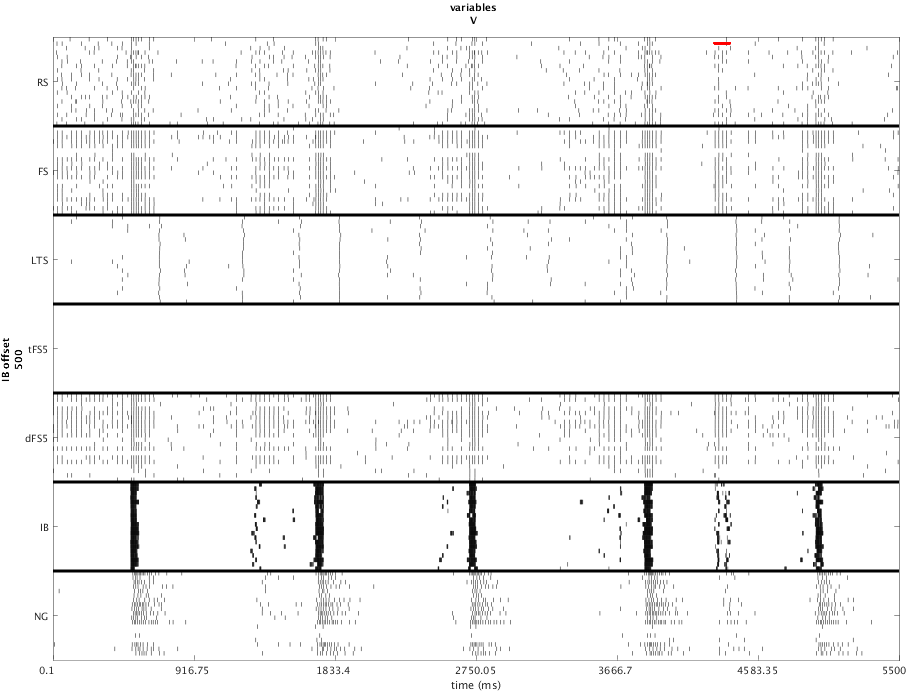 variables
V
RS
FS
LTS
tFS5
dFS5
IB
NG
IB offset
500
0.1
916.75
1833.4
2750.05
3666.7
4583.35
5500
time (ms)